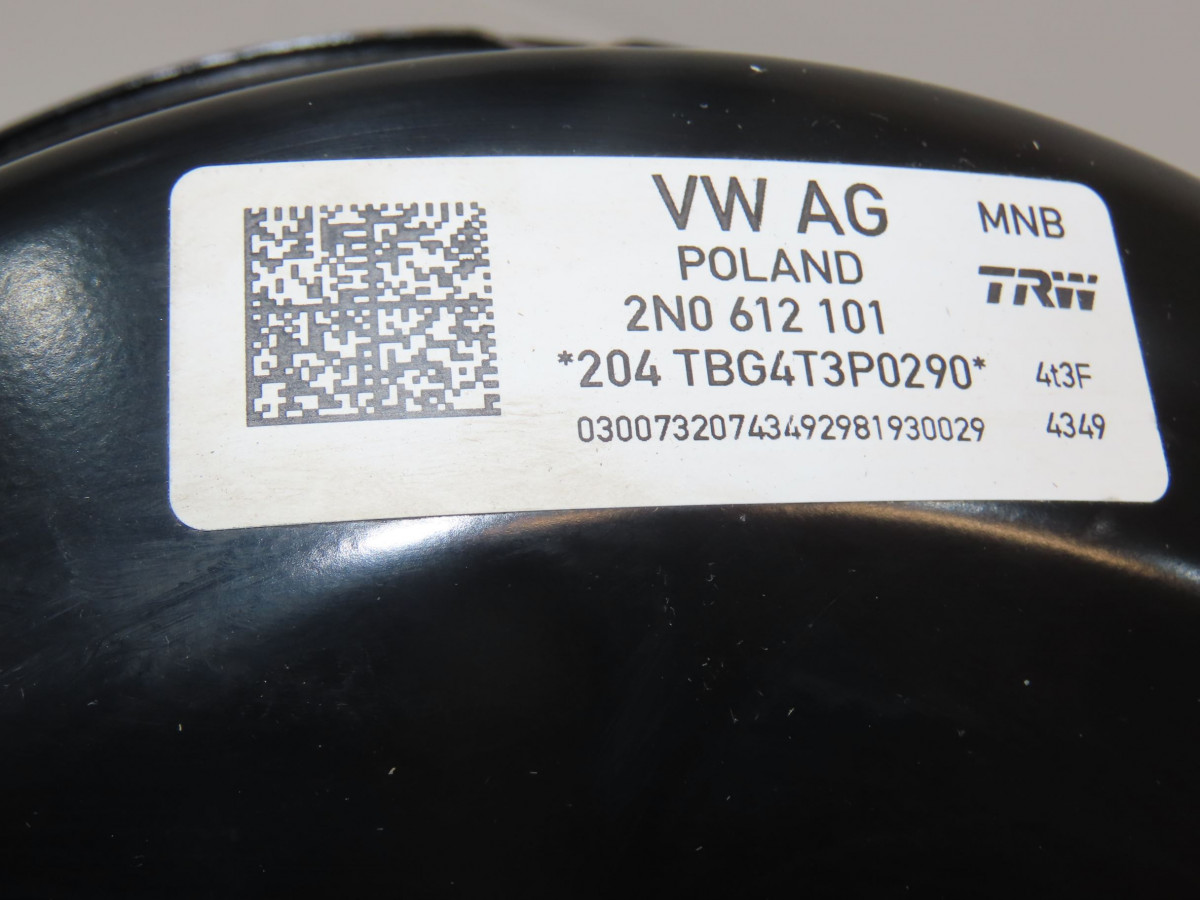 VW AG MNB
POLAND TRW
2N0 612 101
*204 TBG4T3P0290* 4t3F
03007320743492981930029 4349